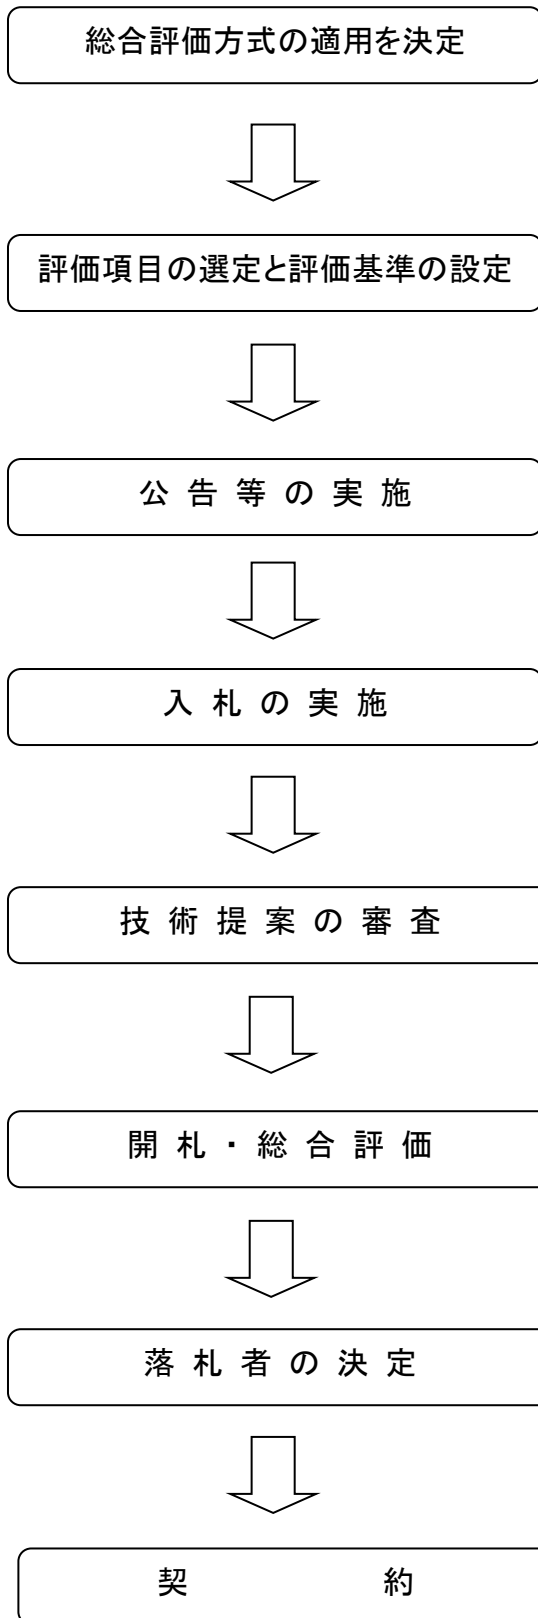 総合評価方式の適用を決定
評価項目の選定と評価基準の設定
公告等の実施
入札の実施
技術提案の審査
開札・総合評価
落札者の決定
契約